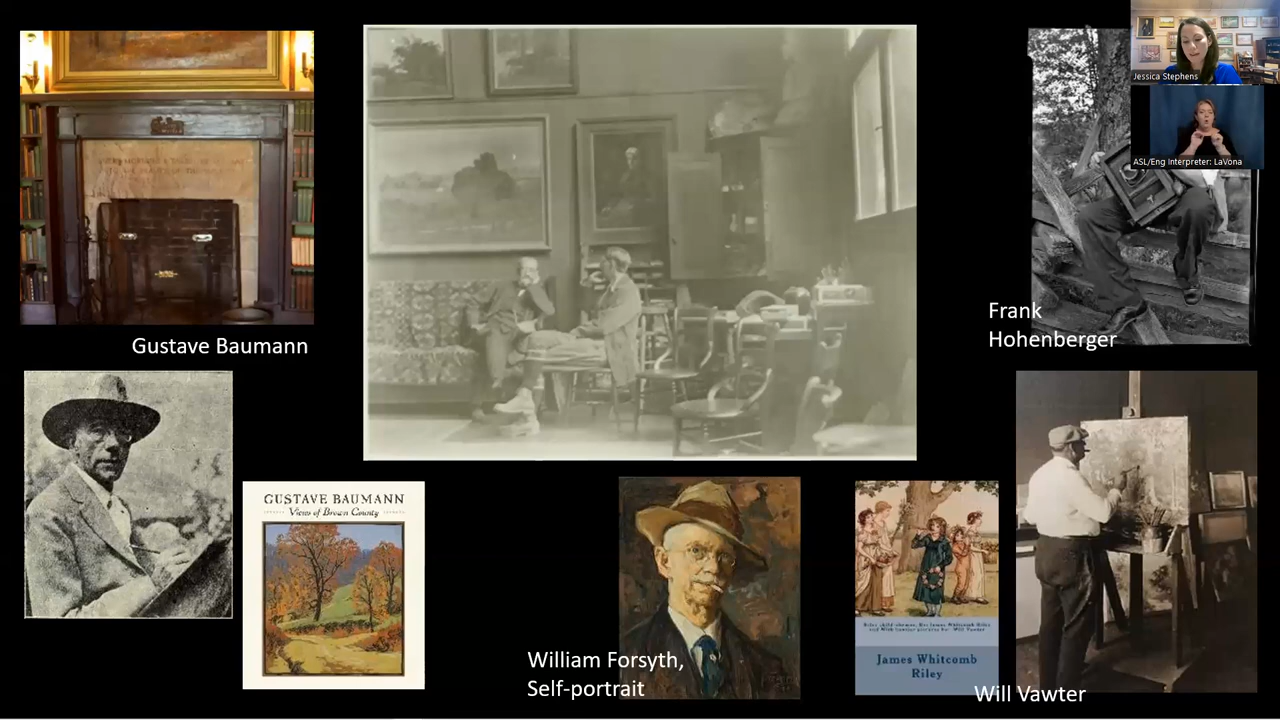 Jessica Stephens
ASL/Eng Interpreter: LaVona
Gustave Baumann
Frank
Hohenberger
GUSTAVE BAUMANN
Views of Brown County
William Forsyth,
Self-portrait
James Whitcomb
Riley
Will Vawter